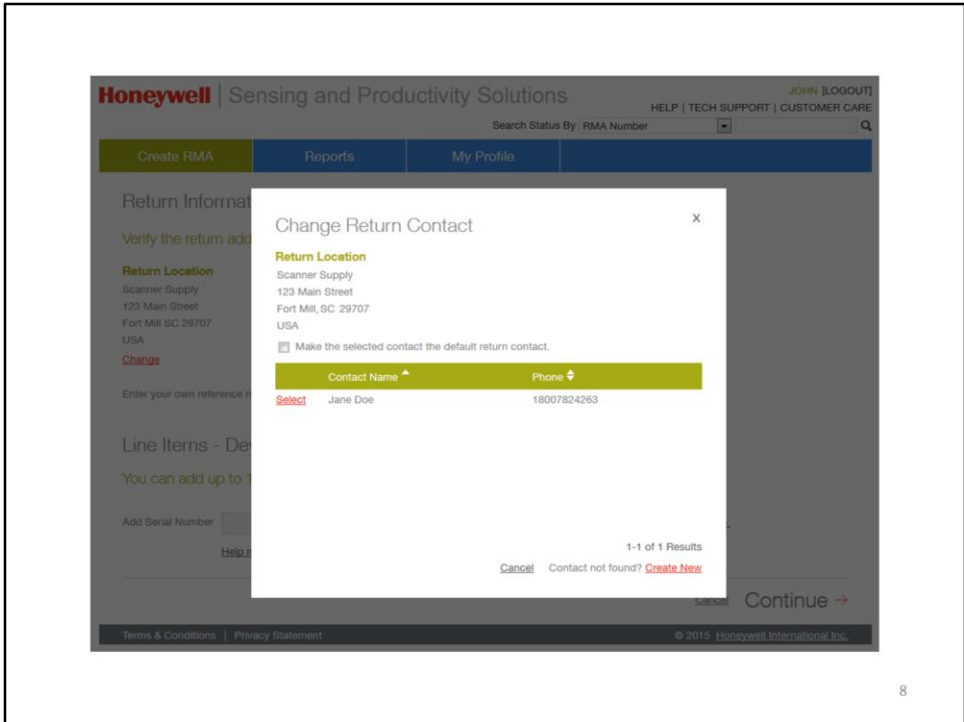 Honeywell | Sensing and Productivity Solutions
JOHN [LOGOUT]
HELP | TECH SUPPORT | CUSTOMER CARE
Search Status By RMA Number
Create RMA Reports My Profile
Return Informat
Verify the return add
Return Location
Scanner Supply
123 Main Street
Fort Mill SC 29707
USA
Change
Enter your own reference n
Line Items - De
You can add up to 1
Add Serial Number
Help n
Change Return Contact X
Return Location
Scanner Supply
123 Main Street
Fort Mill, SC 29707
USA
Make the selected contact the default return contact.
Contact Name Phone
Select Jane Doe 18007824263
1-1 of 1 Results
Cancel Contact not found? Create New
Cancel Continue →
Terms & Conditions | Privacy Statement © 2015 Honeywell International Inc.
8